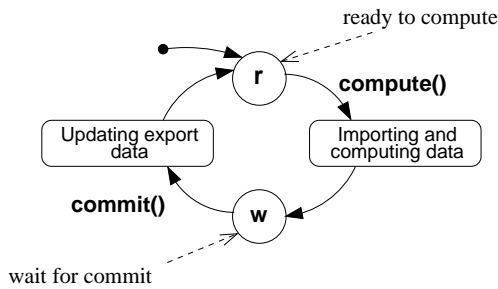 ready to compute
r
compute()
Updating export
data
Importing and
computing data
commit()
w
wait for commit